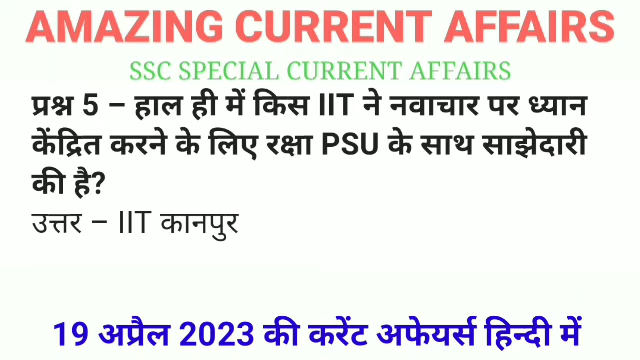 AMAZING CURRENT AFFAIRS
SSC SPECIAL CURRENT AFFAIRS
प्रश्न 5 – हाल ही में किस IIT ने नवाचार पर ध्यान
केंद्रित करने के लिए रक्षा PSU के साथ साझेदारी
की है?
उत्तर – IIT कानपुर
19 अप्रैल 2023 की करेंट अफेयर्स हिन्दी में